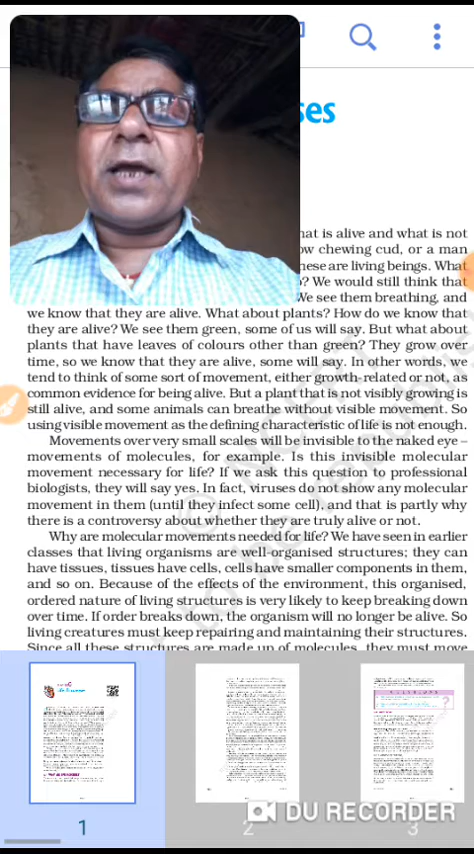 ses
hat is alive and what is not
ow chewing cud, or a man
hese are living beings. What
? We would still think that
We see them breathing, and
we know that they are alive. What about plants? How do we know that
they are alive? We see them green, some of us will say. But what about
plants that have leaves of colours other than green? They grow over
time, so we know that they are alive, some will say. In other words, we
tend to think of some sort of movement, either growth-related or not, as
common evidence for being alive. But a plant that is not visibly growing is
still alive, and some animals can breathe without visible movement. So
using visible movement as the defining characteristic of life is not enough.
Movements over very small scales will be invisible to the naked eye –
movements of molecules, for example. Is this invisible molecular
movement necessary for life? If we ask this question to professional
biologists, they will say yes. In fact, viruses do not show any molecular
movement in them (until they infect some cell), and that is partly why
there is a controversy about whether they are truly alive or not.
Why are molecular movements needed for life? We have seen in earlier
classes that living organisms are well-organised structures; they can
have tissues, tissues have cells, cells have smaller components in them,
and so on. Because of the effects of the environment, this organised,
ordered nature of living structures is very likely to keep breaking down
over time. If order breaks down, the organism will no longer be alive. So
living creatures must keep repairing and maintaining their structures.
Since all these structures are made up of molecules, they must move
1
2
3
DU RECORDER